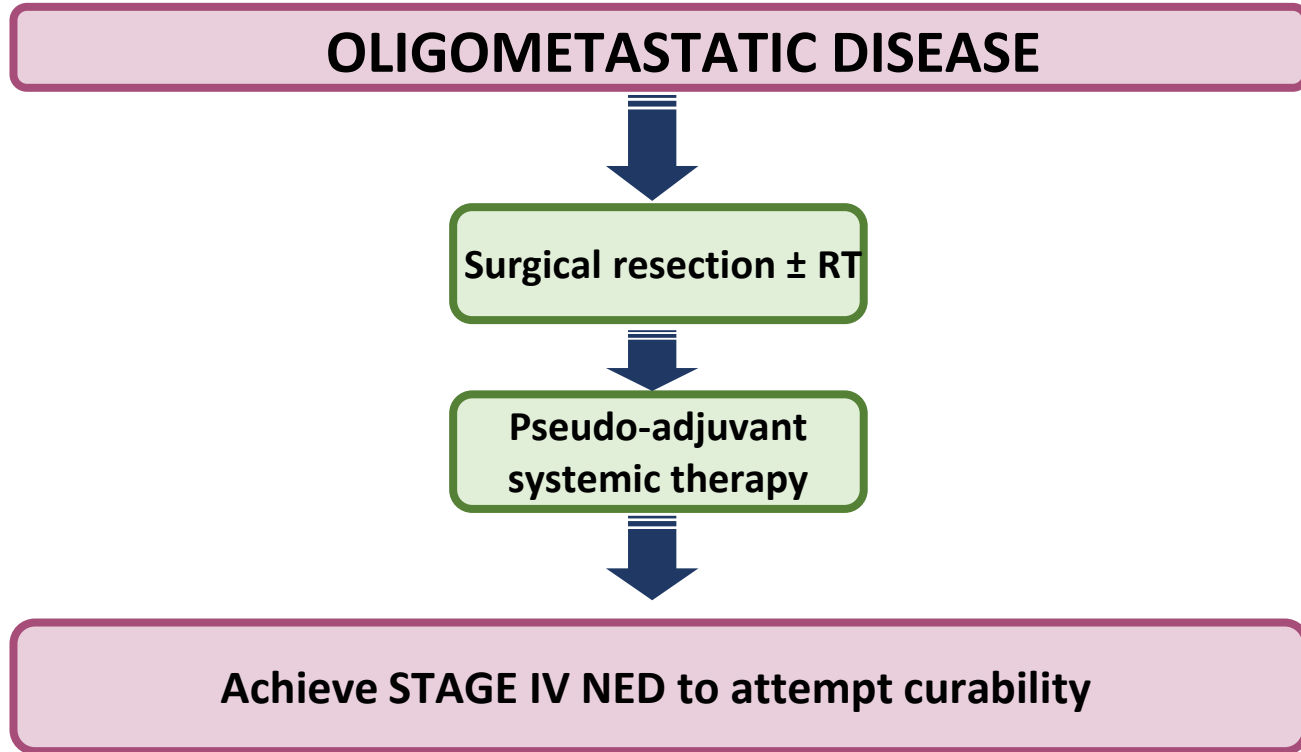 OLIGOMETASTATIC DISEASE
Surgical resection ± RT
Pseudo-adjuvant
systemic therapy
Achieve STAGE IV NED to attempt curability